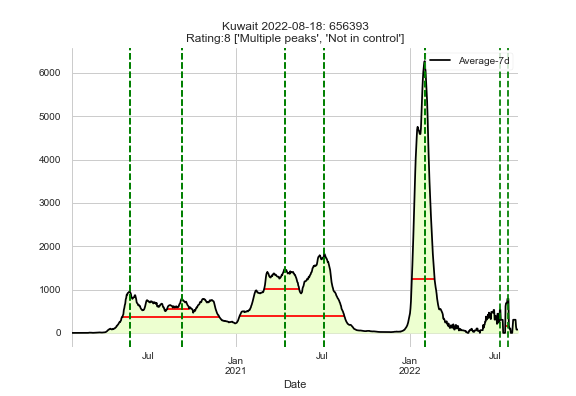 Kuwait 2022-08-18: 656393
Rating:8 ['Multiple peaks', 'Not in control']
Average-7d
6000
5000
4000
3000
2000
1000
0
Jul
Jan
2021
Jul
Jan
2022
Jul
Date